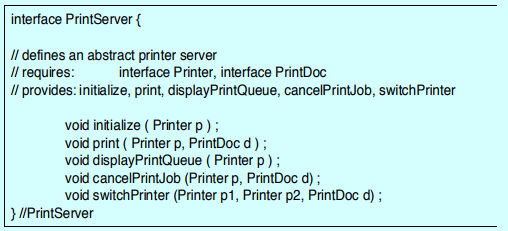 interface PrintServer {
// defines an abstract printer server
// requires: interface Printer, interface PrintDoc
// provides: initialize, print, displayPrintQueue, cancelPrintJob, switchPrinter
void initialize ( Printer p ) ;
void print ( Printer p, PrintDoc d ) ;
void displayPrintQueue ( Printer p ) ;
void cancelPrintJob (Printer p, PrintDoc d) ;
void switchPrinter (Printer p1, Printer p2, PrintDoc d) ;
} //PrintServer